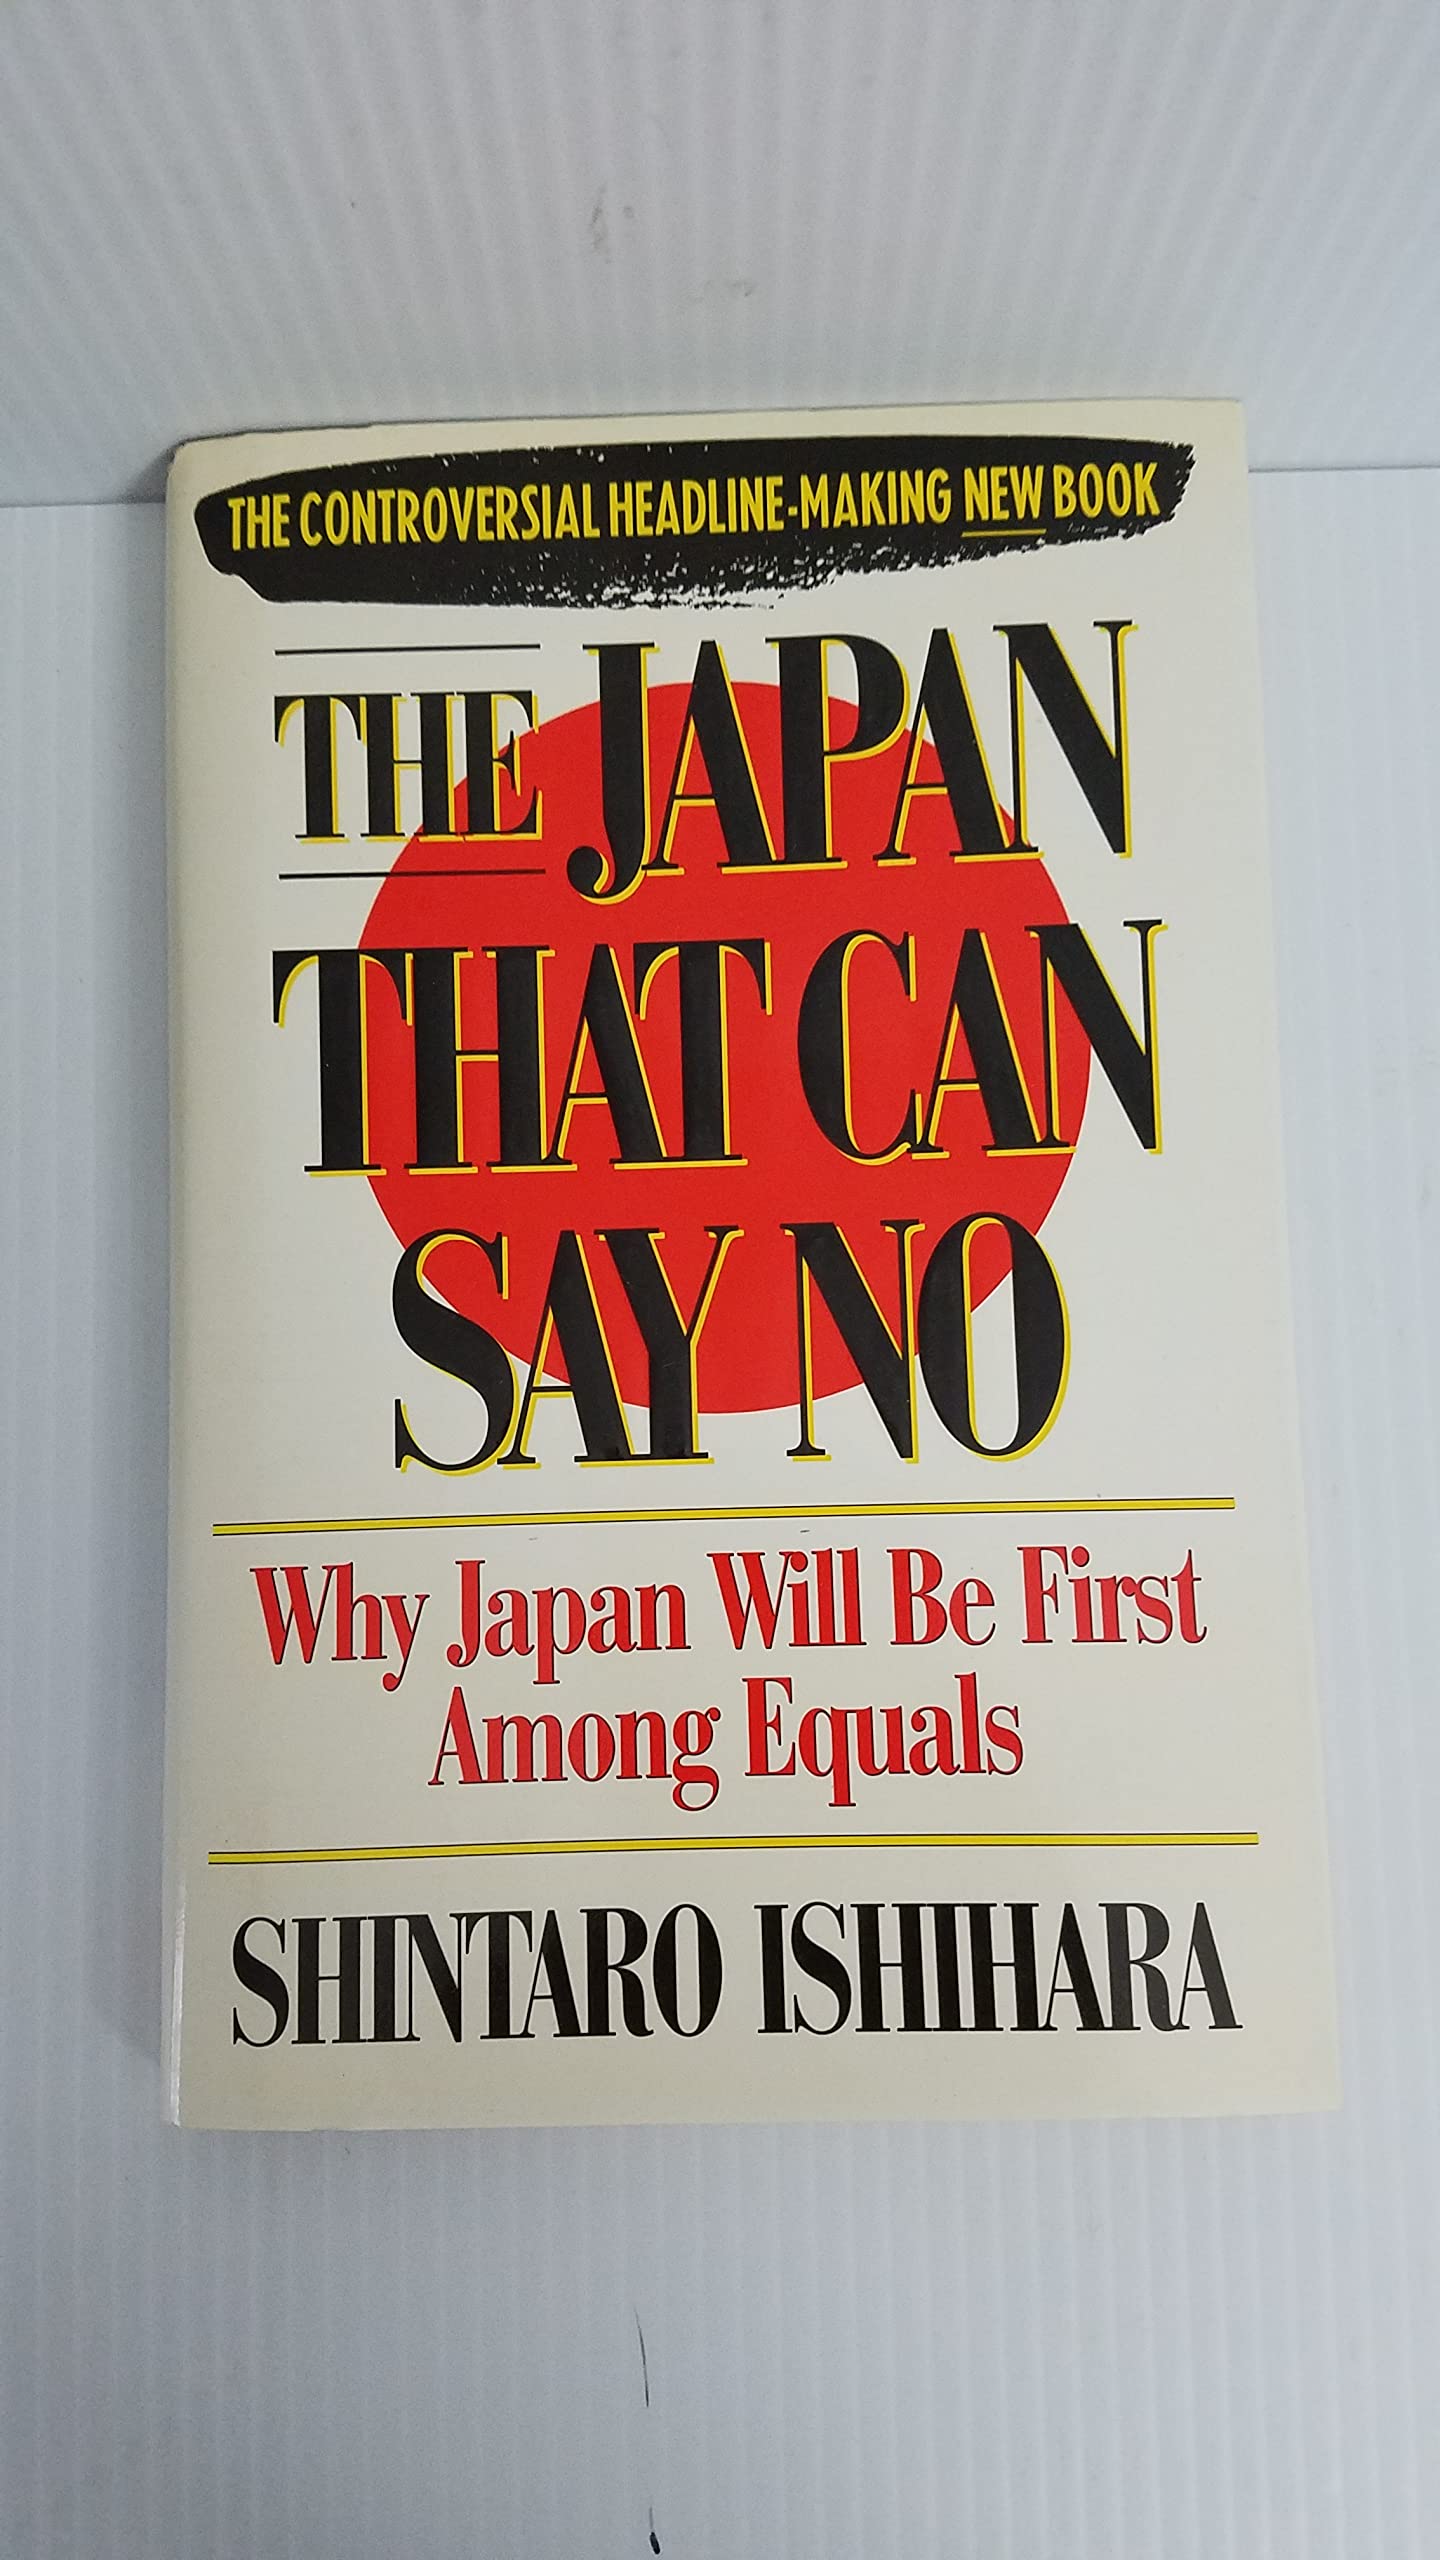 THE CONTROVERSIAL HEADLINE-MAKING NEW BOOK
THE JAPAN
THAT CAN
SAY NO
Why Japan Will Be First
Among Equals
SHINTARO ISHIHARA